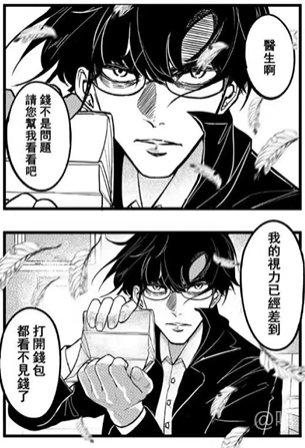 醫生啊
錢不是問題
請您幫我看看吧
我的視力已經差到
打開錢包
都看不見錢了